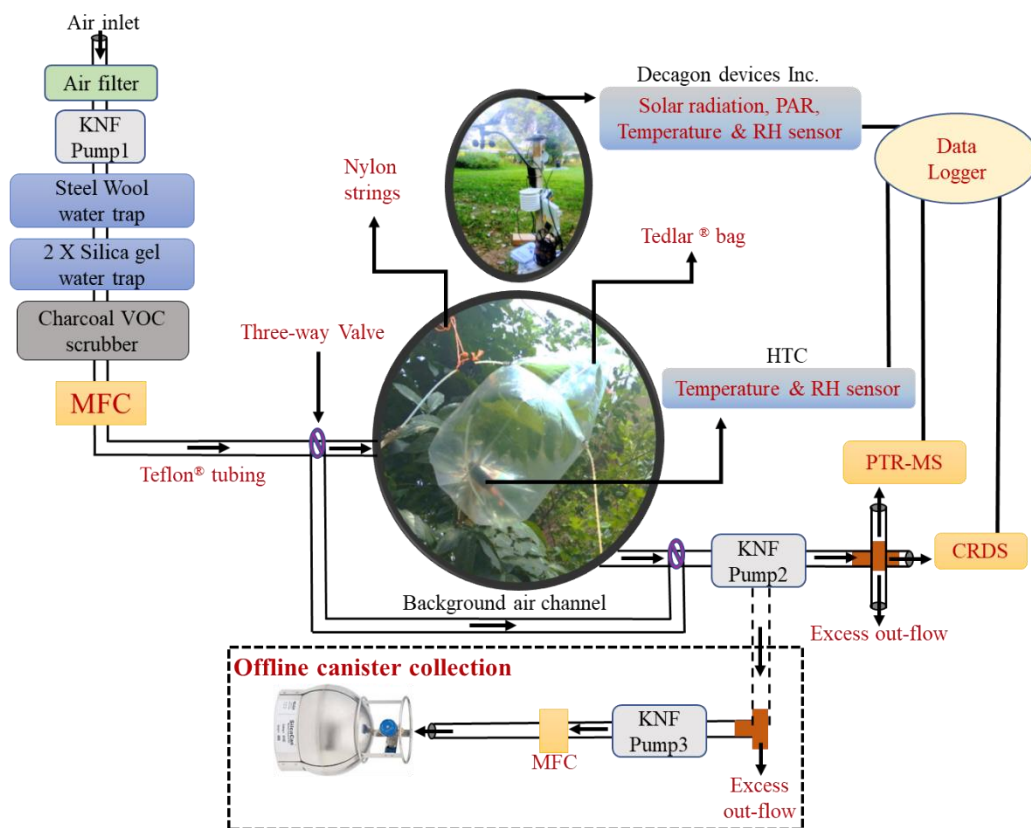 Air inlet
Air filter
KNF
Pump1
Steel Wool
water trap
2 X Silica gel
water trap
Charcoal VOC
scrubber
MFC
Teflon® tubing
Three-way Valve
Nylon
strings
Decagon devices Inc.
Solar radiation, PAR,
Temperature & RH sensor
Data
Logger
Tedlar ® bag
HTC
Temperature & RH sensor
PTR-MS
CRDS
KNF
Pump2
Excess out-flow
Background air channel
Offline canister collection
KNF
Pump3
MFC
Excess
out-flow